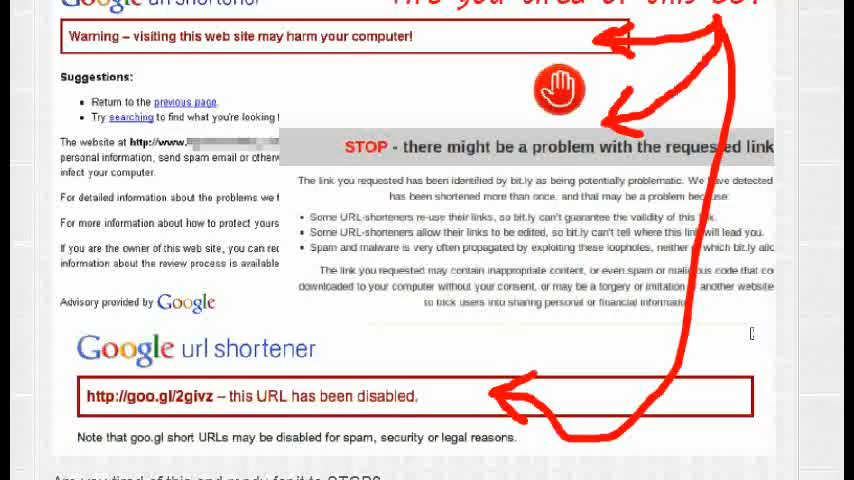 Google url shortener
Are you tired of this
Warning – visiting this web site may harm your computer!
Suggestions:
Return to the previous page.
Try searching to find what you're looking
The website at http://www.
personal information, send spam email or otherw
infect your computer.
For detailed information about the problems we f
For more information about how to protect yours
If you are the owner of this web site, you can rec
information about the review process is available
Advisory provided by Google
STOP - there might be a problem with the requested link
The link you requested has been identified by bit.ly as being potentially problematic. We have detected
has been shortened more than once, and that may be a problem because:
Some URL-shorteners re-use their links, so bit.ly can't guarantee the validity of this link.
Some URL-shorteners allow their links to be edited, so bit.ly can't tell where this link will lead you.
Spam and malware is very often propagated by exploiting these loopholes, neither of which bit.ly allo
The link you requested may contain inappropriate content, or even spam or malicious code that co
downloaded to your computer without your consent, or may be a forgery or imitation of another website
to trick users into sharing personal or financial information.
Google url shortener
http://goo.gl/2givz – this URL has been disabled.
Note that goo.gl short URLs may be disabled for spam, security or legal reasons.
Are you tired of this and ready for it to STOP?